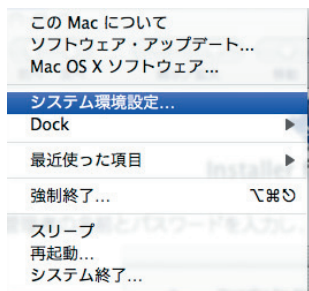 この Mac について
ソフトウェア・アップデート...
Mac OS X ソフトウェア...
システム環境設定...
Dock ▶
最近使った項目 ▶
強制終了... ⌥⌘⎋
スリープ
再起動...
システム終了...